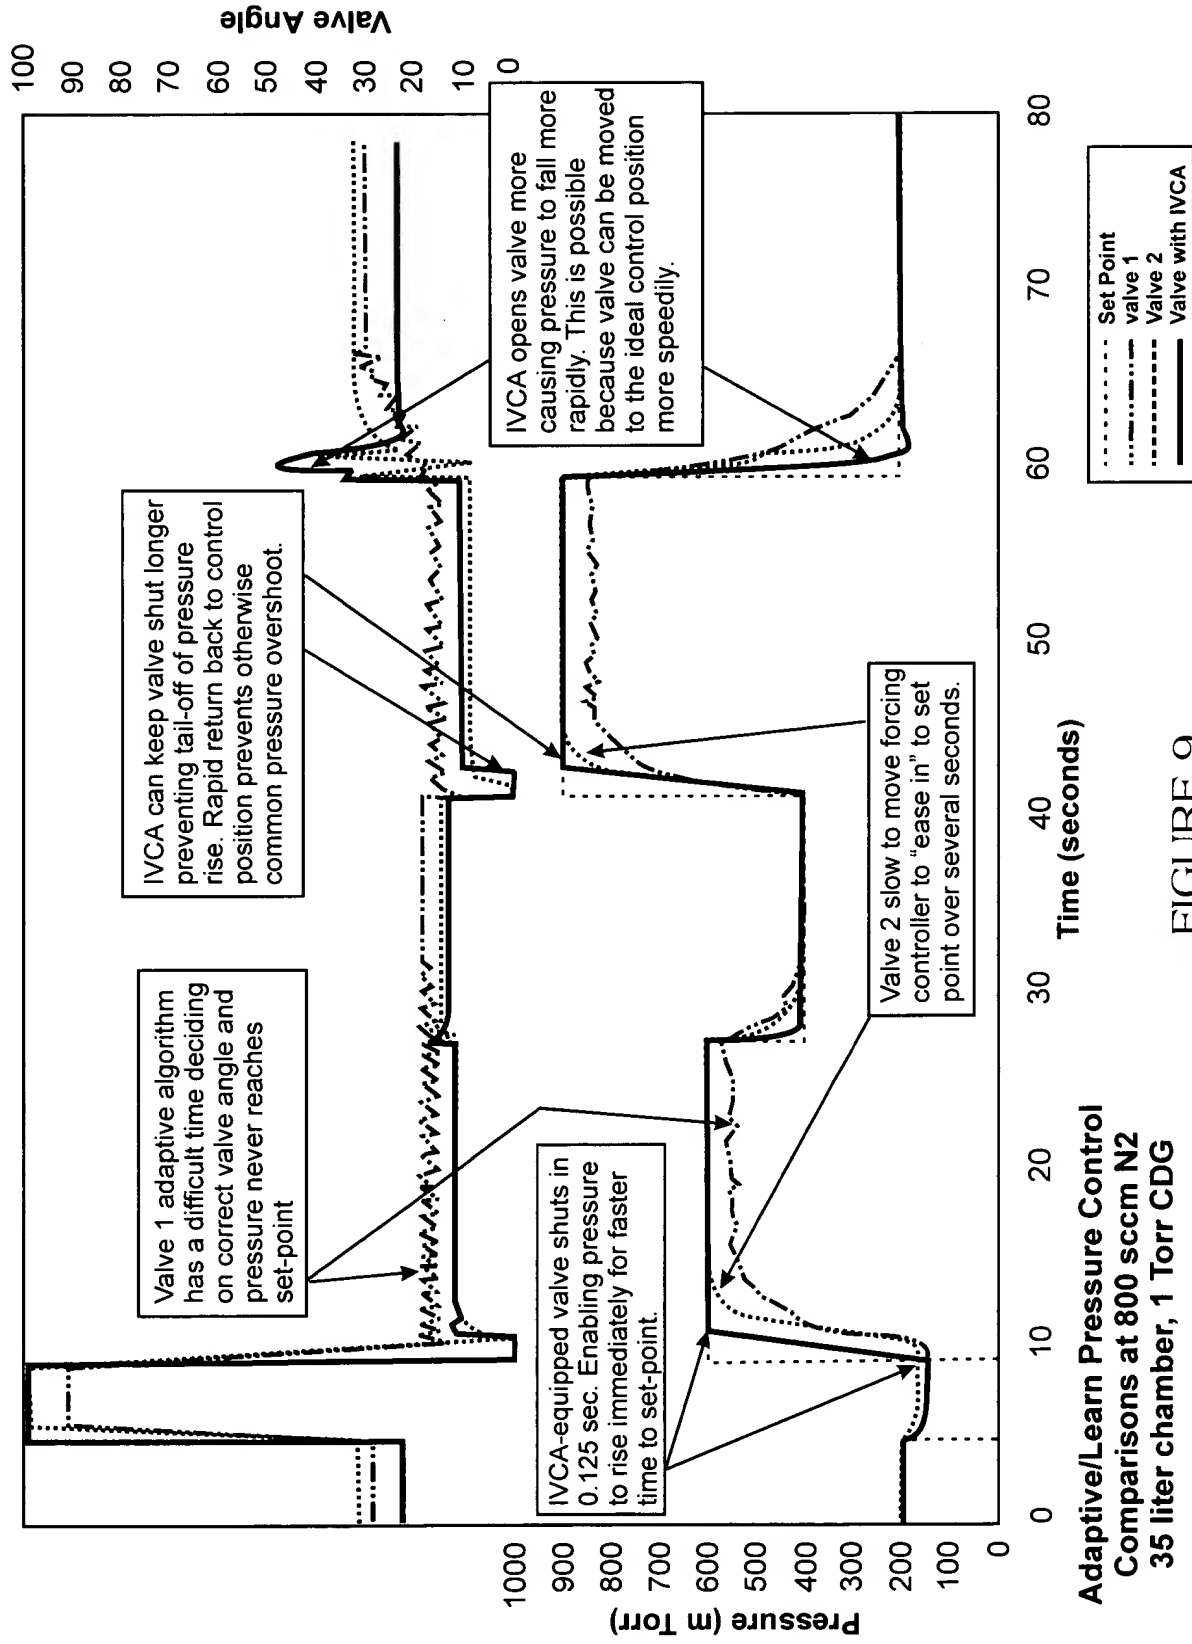 Valve Angle
100
90
80
70
60
50
40
30
20
10
0
IVCA can keep valve shut longer
preventing tail-off of pressure
rise. Rapid return back to control
position prevents otherwise
common pressure overshoot.
Valve 1 adaptive algorithm
has a difficult time deciding
on correct valve angle and
pressure never reaches
set-point
IVCA opens valve more
causing pressure to fall more
rapidly. This is possible
because valve can be moved
to the ideal control position
more speedily.
IVCA-equipped valve shuts in
0.125 sec. Enabling pressure
to rise immediately for faster
time to set-point.
Valve 2 slow to move forcing
controller to “ease in” to set
point over several seconds.
Pressure (m Torr)
1000
900
800
700
600
500
400
300
200
100
0
0
10
20
30
40
50
60
70
80
Time (seconds)
Set Point
valve 1
Valve 2
Valve with IVCA
Adaptive/Learn Pressure Control
Comparisons at 800 sccm N2
35 liter chamber, 1 Torr CDG
FIGURE 9